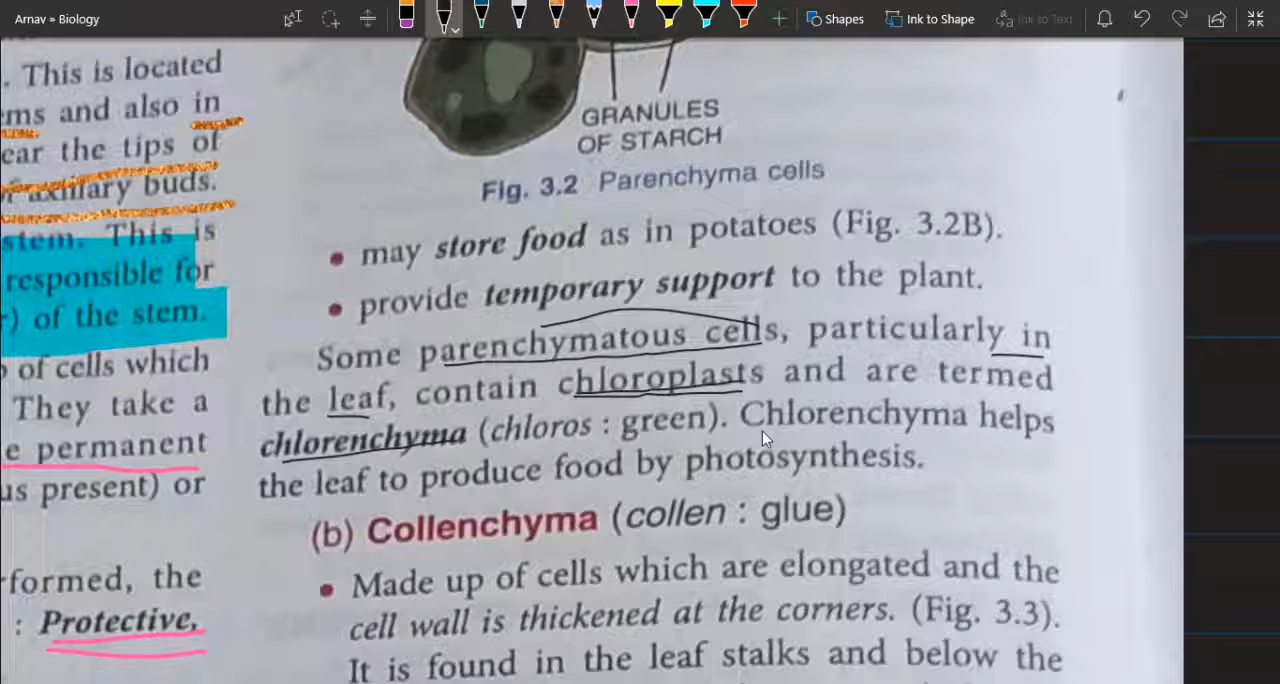 Arnav » Biology
Shapes
Ink to Shape
Ink to Text
. This is located
ems and also in
ear the tips of
of axillary buds.
stem. This is
responsible for
r) of the stem.
of cells which
They take a
e permanent
us present) or
formed, the
: Protective,
GRANULES
OF STARCH
Fig. 3.2 Parenchyma cells
• may store food as in potatoes (Fig. 3.2B).
• provide temporary support to the plant.
Some parenchymatous cells, particularly in
the leaf, contain chloroplasts and are termed
chlorenchyma (chloros : green). Chlorenchyma helps
the leaf to produce food by photosynthesis.
(b) Collenchyma (collen : glue)
• Made up of cells which are elongated and the
cell wall is thickened at the corners. (Fig. 3.3).
It is found in the leaf stalks and below the